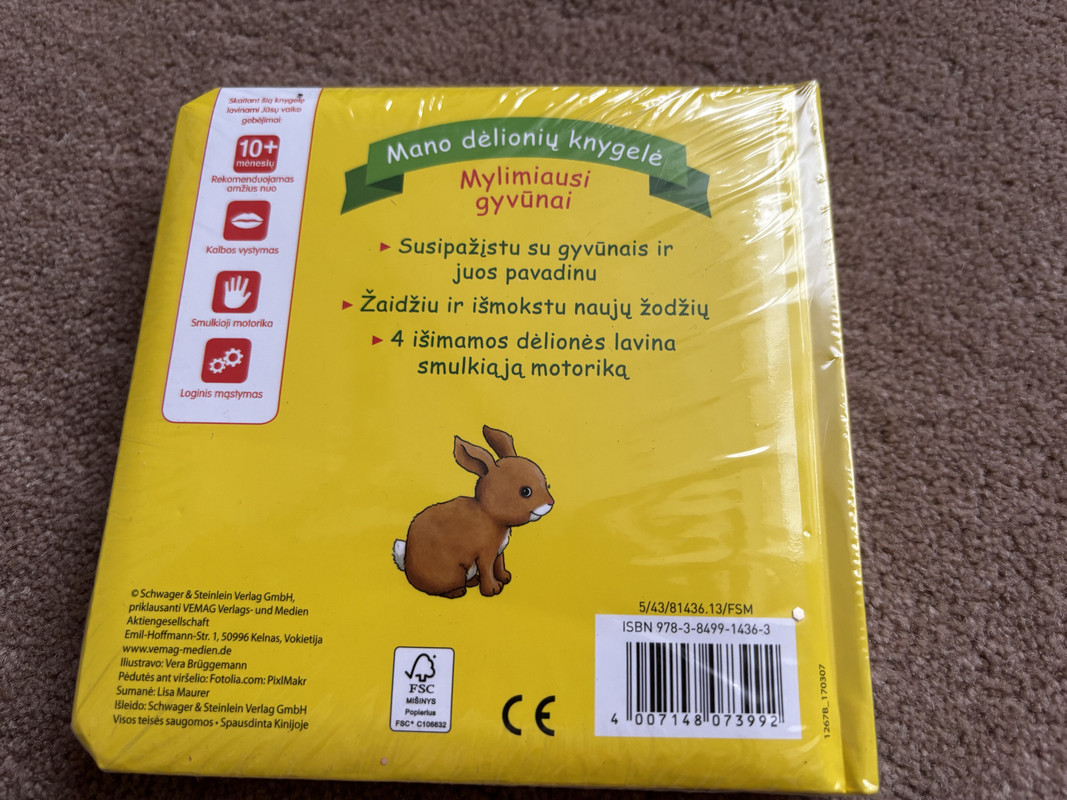 Skaitant šią knygelę
lavinami Jūsų vaiko
gebėjimai:
10+
mėnesių
Rekomenduojamas
amžius nuo
Kalbos vystymas
Smulkioji motorika
Loginis mąstymas
Mano dėlionių knygelė
Mylimiausi
gyvūnai
Susipažįstu su gyvūnais ir
juos pavadinu
Žaidžiu ir išmokstu naujų žodžių
4 išimamos dėlionės lavina
smulkiąją motoriką
© Schwager & Steinlein Verlag GmbH,
priklausanti VEMAG Verlags- und Medien
Aktiengesellschaft
Emil-Hoffmann-Str. 1, 50996 Kelnas, Vokietija
www.vemag-medien.de
Iliustravo: Vera Brüggemann
Pėdutės ant viršelio: Fotolia.com: PixlMakr
Sumanė: Lisa Maurer
Išleido: Schwager & Steinlein Verlag GmbH
Visos teisės saugomos • Spausdinta Kinijoje
FSC
MIŠINYS
Popierius
FSC® C106632
CE
5/43/81436.13/FSM
ISBN 978-3-8499-1436-3
4 007148 073992
1267B_170307